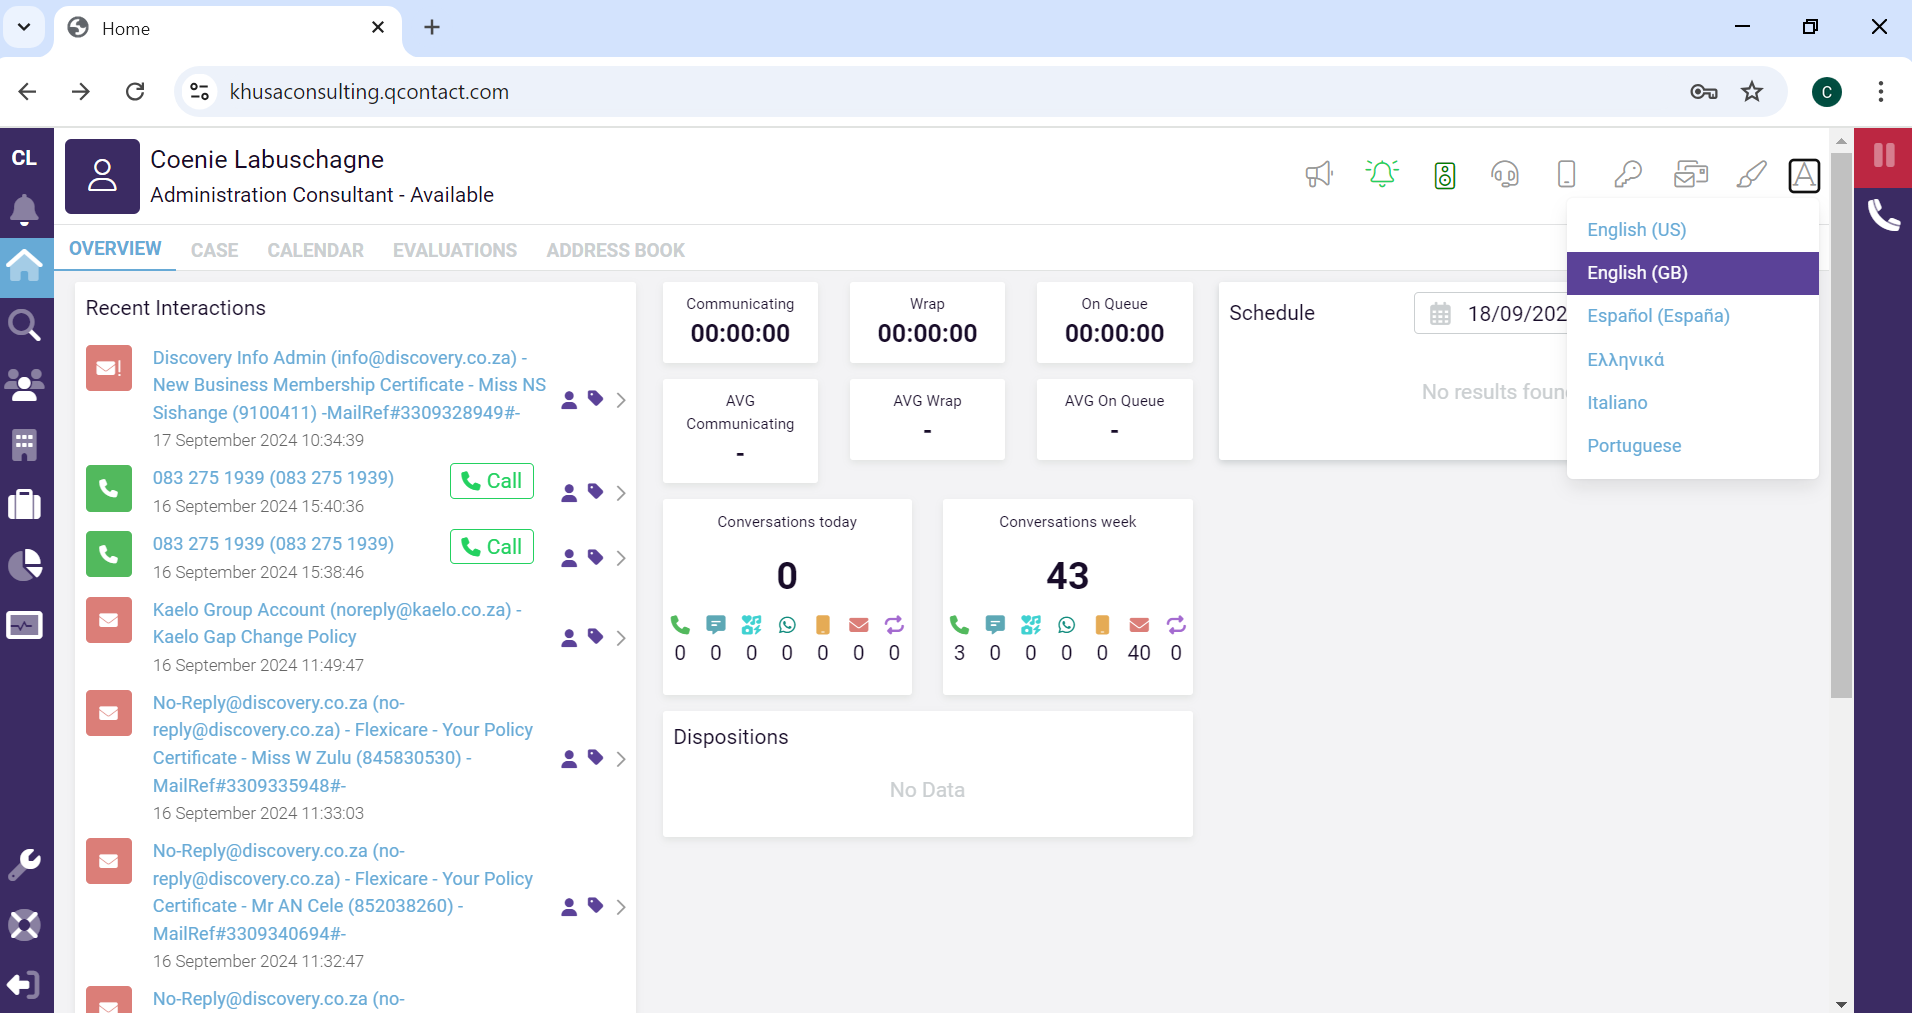 Home
khusaconsulting.qcontact.com
C
CL
Coenie Labuschagne
Administration Consultant - Available
A
OVERVIEW CASE CALENDAR EVALUATIONS ADDRESS BOOK
English (US)
English (GB)
Español (España)
Ελληνικά
Italiano
Portuguese
Recent Interactions
Discovery Info Admin (info@discovery.co.za) -
New Business Membership Certificate - Miss NS
Sishange (9100411) -MailRef#3309328949#-
17 September 2024 10:34:39
083 275 1939 (083 275 1939)
Call
16 September 2024 15:40:36
083 275 1939 (083 275 1939)
Call
16 September 2024 15:38:46
Kaelo Group Account (noreply@kaelo.co.za) -
Kaelo Gap Change Policy
16 September 2024 11:49:47
No-Reply@discovery.co.za (no-
reply@discovery.co.za) - Flexicare - Your Policy
Certificate - Miss W Zulu (845830530) -
MailRef#3309335948#-
16 September 2024 11:33:03
No-Reply@discovery.co.za (no-
reply@discovery.co.za) - Flexicare - Your Policy
Certificate - Mr AN Cele (852038260) -
MailRef#3309340694#-
16 September 2024 11:32:47
No-Reply@discovery.co.za (no-
Communicating
00:00:00
Wrap
00:00:00
On Queue
00:00:00
AVG
Communicating
-
AVG Wrap
-
AVG On Queue
-
Conversations today
0
0 0 0 0 0 0 0
Conversations week
43
3 0 0 0 0 40 0
Dispositions
No Data
Schedule
18/09/202
No results foun